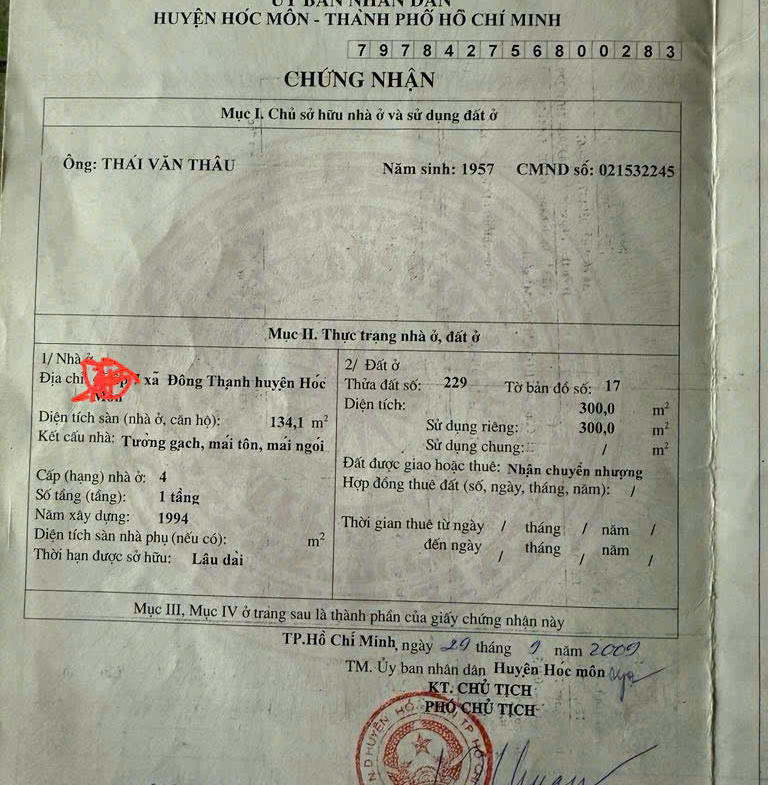 ỦY BAN NHÂN DÂN
HUYỆN HÓC MÔN - THÀNH PHỐ HỒ CHÍ MINH
797842756800283
CHỨNG NHẬN
Mục I. Chủ sở hữu nhà ở và sử dụng đất ở
Ông: THÁI VĂN THÂU Năm sinh: 1957 CMND số: 021532245
Mục II. Thực trạng nhà ở, đất ở
1/ Nhà ở
Địa chỉ xã Đông Thạnh huyện Hóc
Môn
Diện tích sàn (nhà ở, căn hộ): 134,1 m²
Kết cấu nhà: Tường gạch, mái tôn, mái ngói
Cấp (hạng) nhà ở: 4
Số tầng (tầng): 1 tầng
Năm xây dựng: 1994
Diện tích sàn nhà phụ (nếu có): m²
Thời hạn được sở hữu: Lâu dài
2/ Đất ở
Thửa đất số: 229 Tờ bản đồ số: 17
Diện tích: 300,0 m²
Sử dụng riêng: 300,0 m²
Sử dụng chung: / m²
Đất được giao hoặc thuê: Nhận chuyển nhượng
Hợp đồng thuê đất (số, ngày, tháng, năm): /
Thời gian thuê từ ngày / tháng / năm /
đến ngày / tháng / năm /
Mục III, Mục IV ở trang sau là thành phần của giấy chứng nhận này
TP.Hồ Chí Minh, ngày 29 tháng 9 năm 2009
TM. Ủy ban nhân dân Huyện Hóc môn
KT. CHỦ TỊCH
PHÓ CHỦ TỊCH